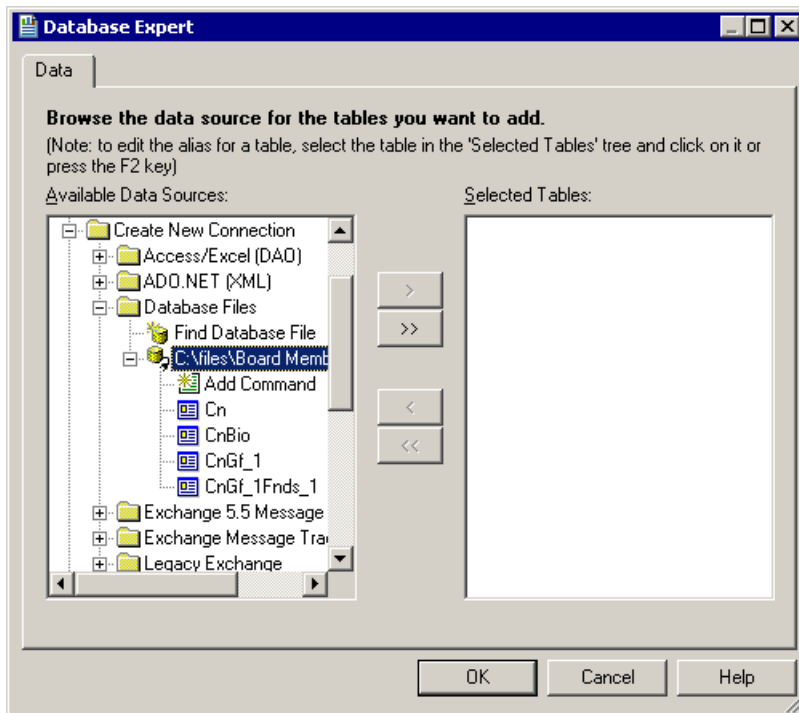 Database Expert
Data
Browse the data source for the tables you want to add.
(Note: to edit the alias for a table, select the table in the 'Selected Tables' tree and click on it or
press the F2 key)
Available Data Sources:
Selected Tables:
Create New Connection
Access/Excel (DAO)
ADO.NET (XML)
Database Files
Find Database File
C:\files\Board Memb
Add Command
Cn
CnBio
CnGf_1
CnGf_1Fnds_1
Exchange 5.5 Message
Exchange Message Tra
Legacy Exchange
>
>>
<
<<
OK
Cancel
Help